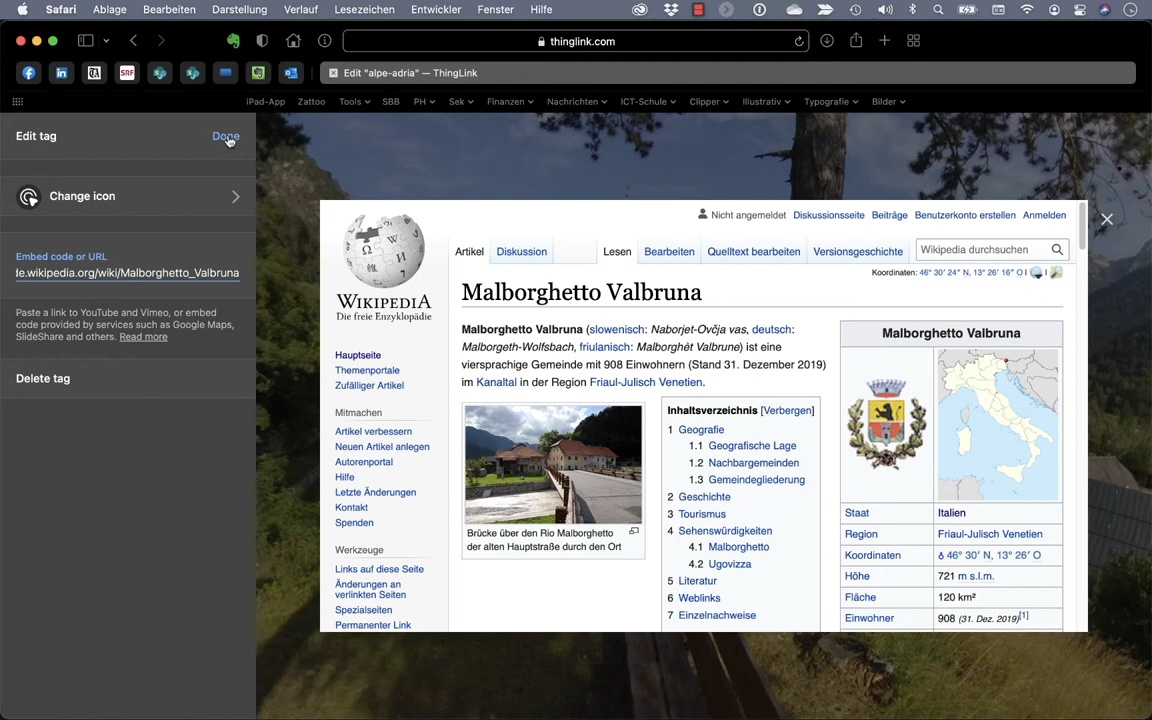 Safari Ablage Bearbeiten Darstellung Verlauf Lesezeichen Entwickler Fenster Hilfe
thinglink.com
SRF
Edit "alpe-adria" — ThingLink
iPad-App Zattoo Tools SBB PH Sek Finanzen Nachrichten ICT-Schule Clipper Illustrativ Typografie Bilder
Edit tag
Done
Change icon
Embed code or URL
le.wikipedia.org/wiki/Malborghetto_Valbruna
Paste a link to YouTube and Vimeo, or embed
code provided by services such as Google Maps,
SlideShare and others. Read more
Delete tag
Nicht angemeldet Diskussionsseite Beiträge Benutzerkonto erstellen Anmelden
Artikel Diskussion Lesen Bearbeiten Quelltext bearbeiten Versionsgeschichte Wikipedia durchsuchen
WIKIPEDIA
Die freie Enzyklopädie
Hauptseite
Themenportale
Zufälliger Artikel
Mitmachen
Artikel verbessern
Neuen Artikel anlegen
Autorenportal
Hilfe
Letzte Änderungen
Kontakt
Spenden
Werkzeuge
Links auf diese Seite
Änderungen an
verlinkten Seiten
Spezialseiten
Permanenter Link
Koordinaten: 46° 30′ 24″ N, 13° 26′ 16″ O
Malborghetto Valbruna
Malborghetto Valbruna (slowenisch: Naborjet-Ovčja vas, deutsch:
Malborgeth-Wolfsbach, friulanisch: Malborghèt Valbrune) ist eine
viersprachige Gemeinde mit 908 Einwohnern (Stand 31. Dezember 2019)
im Kanaltal in der Region Friaul-Julisch Venetien.
Brücke über den Rio Malborghetto
der alten Hauptstraße durch den Ort
Inhaltsverzeichnis [Verbergen]
1 Geografie
1.1 Geografische Lage
1.2 Nachbargemeinden
1.3 Gemeindegliederung
2 Geschichte
3 Tourismus
4 Sehenswürdigkeiten
4.1 Malborghetto
4.2 Ugovizza
5 Literatur
6 Weblinks
7 Einzelnachweise
Malborghetto Valbruna
Staat Italien
Region Friaul-Julisch Venetien
Koordinaten 46° 30′ N, 13° 26′ O
Höhe 721 m s.l.m.
Fläche 120 km²
Einwohner 908 (31. Dez. 2019)[1]